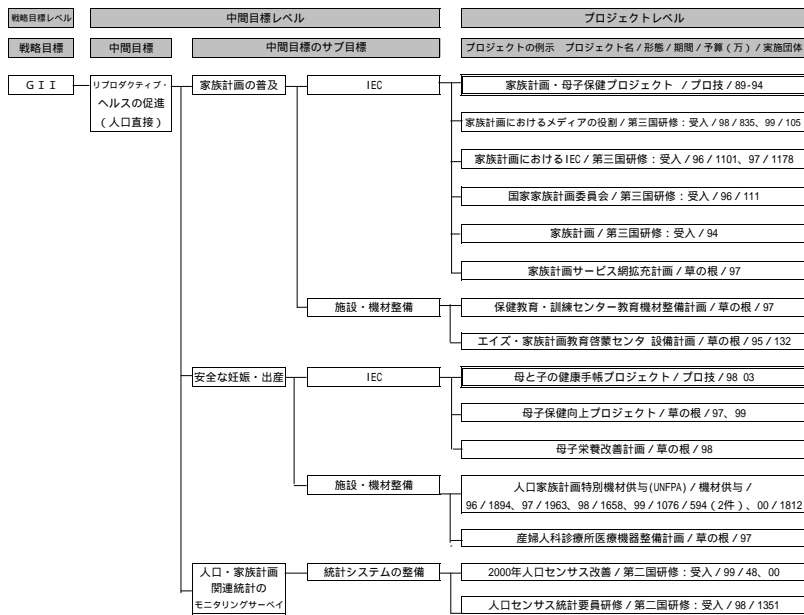 戦略目標レベル 中間目標レベル プロジェクトレベル
戦略目標 中間目標 中間目標のサブ目標 プロジェクトの例示 プロジェクト名/形態/期間/予算(万)/実施団体
GII リプロダクティブ・ 家族計画の普及 IEC 家族計画・母子保健プロジェクト /プロ技/89-94
ヘルスの促進
(人口直接)
家族計画におけるメディアの役割/第三国研修:受入/98/835、99/105
家族計画におけるIEC/第三国研修:受入/96/1101、97/1178
国家家族計画委員会/第三国研修:受入/96/111
家族計画/第三国研修:受入/94
家族計画サービス網拡充計画/草の根/97
施設・機材整備 保健教育・訓練センター教育機材整備計画/草の根/97
エイズ・家族計画教育啓蒙センタ 設備計画/草の根/95/132
安全な妊娠・出産 IEC 母と子の健康手帳プロジェクト/プロ技/98 03
母子保健向上プロジェクト/草の根/97、99
母子栄養改善計画/草の根/98
施設・機材整備 人口家族計画特別機材供与(UNFPA)/機材供与/
96/1894、97/1963、98/1658、99/1076/594(2件)、00/1812
産婦人科診療所医療機器整備計画/草の根/97
人口・家族計画 統計システムの整備 2000年人口センサス改善/第二国研修:受入/99/48、00
関連統計の
モニタリングサーベイ 人口センサス統計要員研修/第二国研修:受入/98/1351